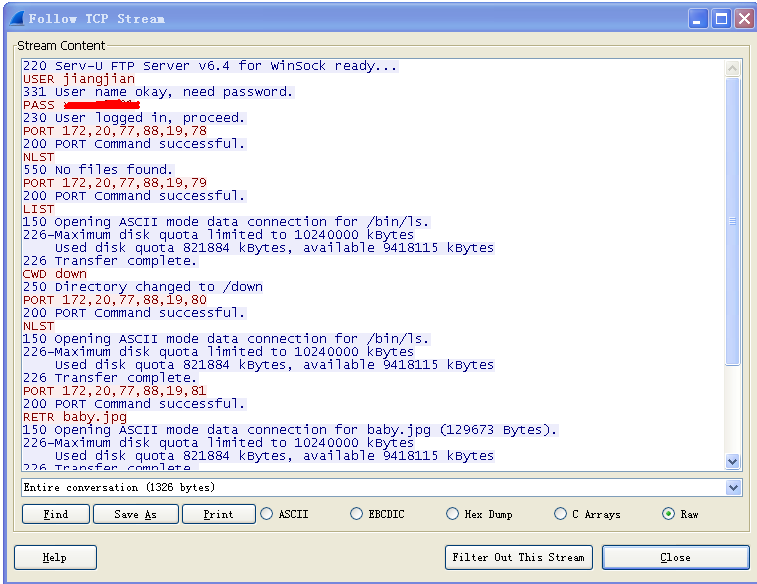 Follow TCP Stream
Stream Content
220 Serv-U FTP Server v6.4 for WinSock ready...
USER jiangjian
331 User name okay, need password.
PASS
230 User logged in, proceed.
PORT 172,20,77,88,19,78
200 PORT Command successful.
NLST
550 No files found.
PORT 172,20,77,88,19,79
200 PORT Command successful.
LIST
150 Opening ASCII mode data connection for /bin/ls.
226-Maximum disk quota limited to 10240000 kBytes
Used disk quota 821884 kBytes, available 9418115 kBytes
226 Transfer complete.
CWD down
250 Directory changed to /down
PORT 172,20,77,88,19,80
200 PORT Command successful.
NLST
150 Opening ASCII mode data connection for /bin/ls.
226-Maximum disk quota limited to 10240000 kBytes
Used disk quota 821884 kBytes, available 9418115 kBytes
226 Transfer complete.
PORT 172,20,77,88,19,81
200 PORT Command successful.
RETR baby.jpg
150 Opening ASCII mode data connection for baby.jpg (129673 Bytes).
226-Maximum disk quota limited to 10240000 kBytes
Used disk quota 821884 kBytes, available 9418115 kBytes
226 Transfer complete.
Entire conversation (1326 bytes)
Find Save As Print ASCII EBCDIC Hex Dump C Arrays Raw
Help Filter Out This Stream Close